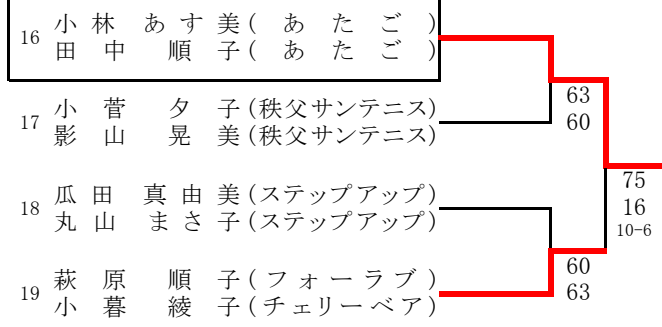 16 小林 あす美(あたご)
田中 順子(あたご)
63
60
17 小菅 夕子(秩父サンテニス)
影山 晃美(秩父サンテニス)
75
16
10-6
18 瓜田 真由美(ステップアップ)
丸山 まさ子(ステップアップ)
60
63
19 萩原 順子(フォーラブ)
小暮 綾子(チェリーベア)